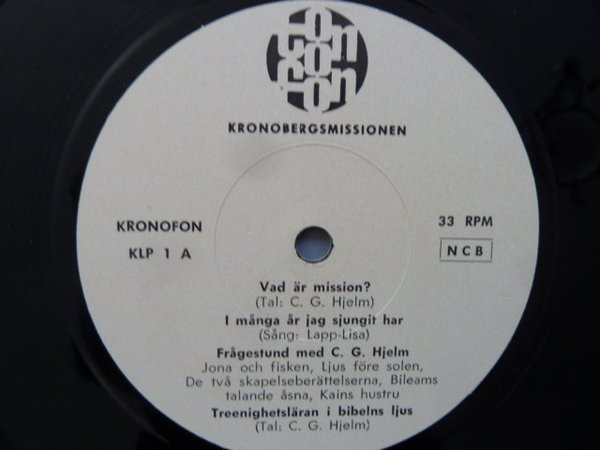 KRONOFON
KRONOBERGSMISSIONEN
KRONOFON
KLP 1 A
33 RPM
NCB
Vad är mission?
(Tal: C. G. Hjelm)
I många år jag sjungit har
(Sång: Lapp-Lisa)
Frågestund med C. G. Hjelm
Jona och fisken, Ljus före solen,
De två skapelseberättelserna, Bileams
talande åsna, Kains hustru
Treenighetsläran i bibelns ljus
(Tal: C. G. Hjelm)